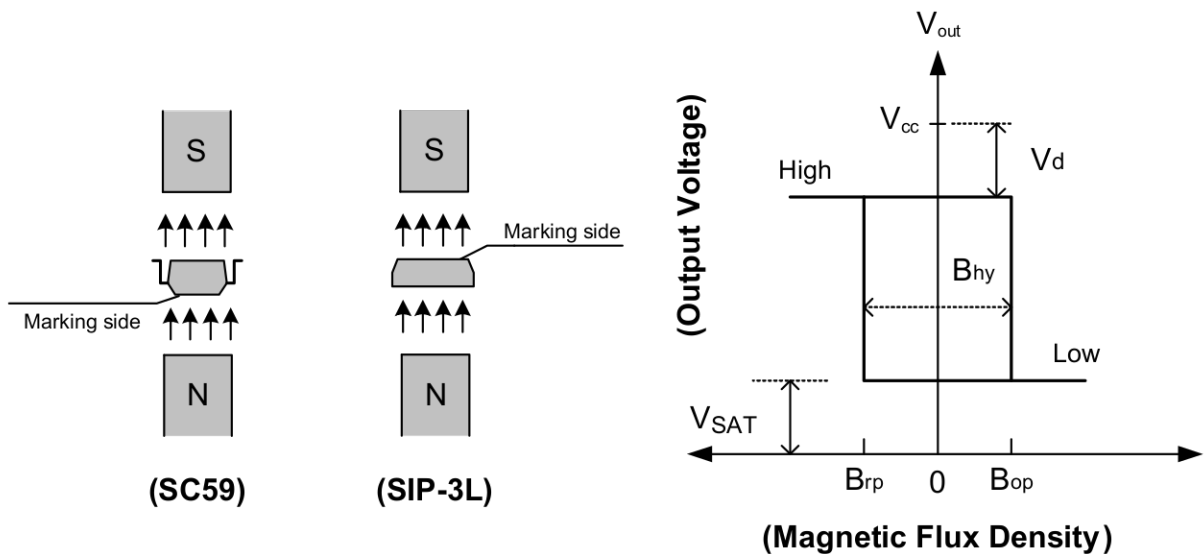 S
Marking side
N
(SC59)
S
Marking side
N
(SIP-3L)
Vout
(Output Voltage)
Vcc
Vd
High
Bhy
Low
VSAT
Brp
0
Bop
(Magnetic Flux Density)